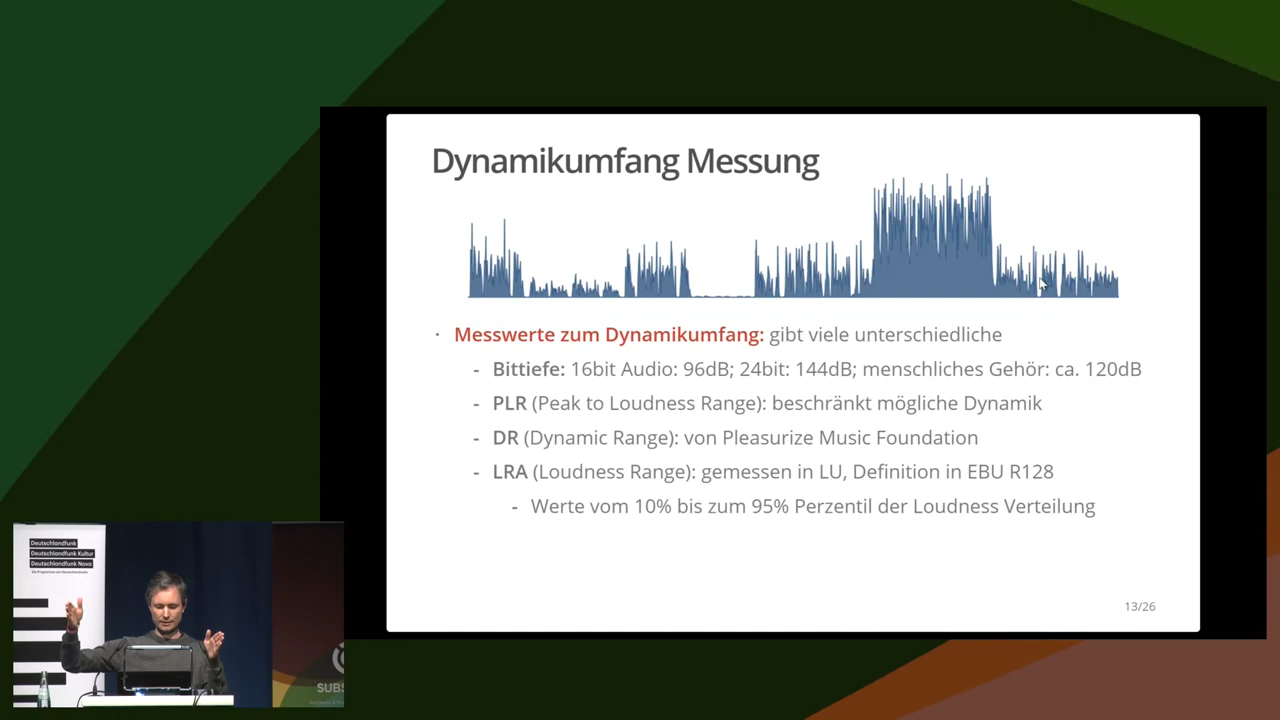 Dynamikumfang Messung
· Messwerte zum Dynamikumfang: gibt viele unterschiedliche
- Bittiefe: 16bit Audio: 96dB; 24bit: 144dB; menschliches Gehör: ca. 120dB
- PLR (Peak to Loudness Range): beschränkt mögliche Dynamik
- DR (Dynamic Range): von Pleasurize Music Foundation
- LRA (Loudness Range): gemessen in LU, Definition in EBU R128
- Werte vom 10% bis zum 95% Perzentil der Loudness Verteilung
13/26
Deutschlandfunk
Deutschlandfunk Kultur
Deutschlandfunk Nova
SUBS